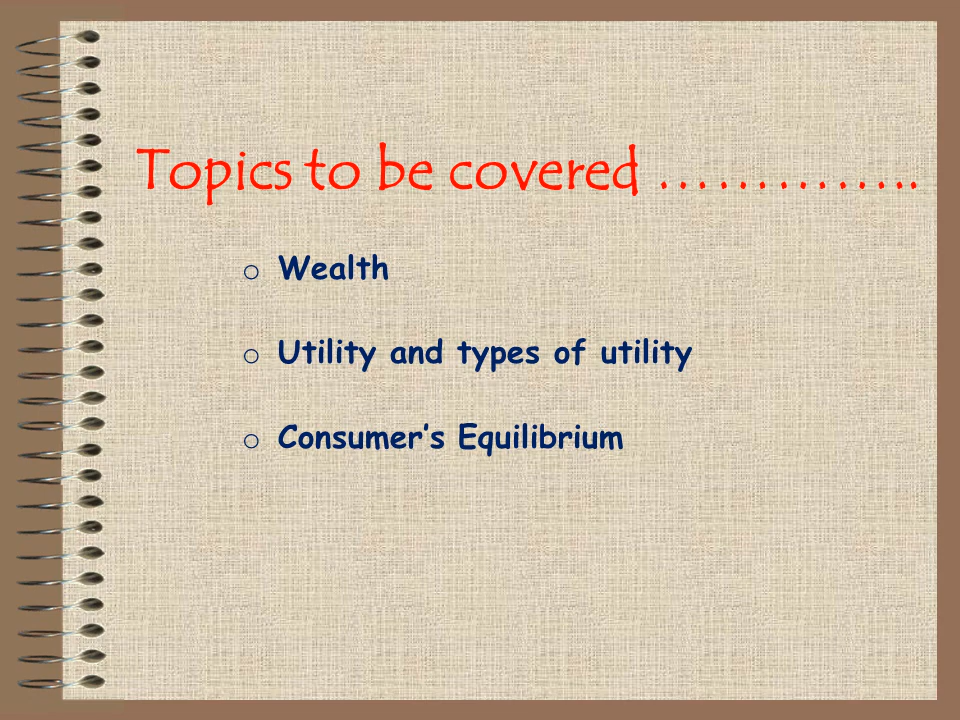 Topics to be covered …………..
o Wealth
o Utility and types of utility
o Consumer’s Equilibrium